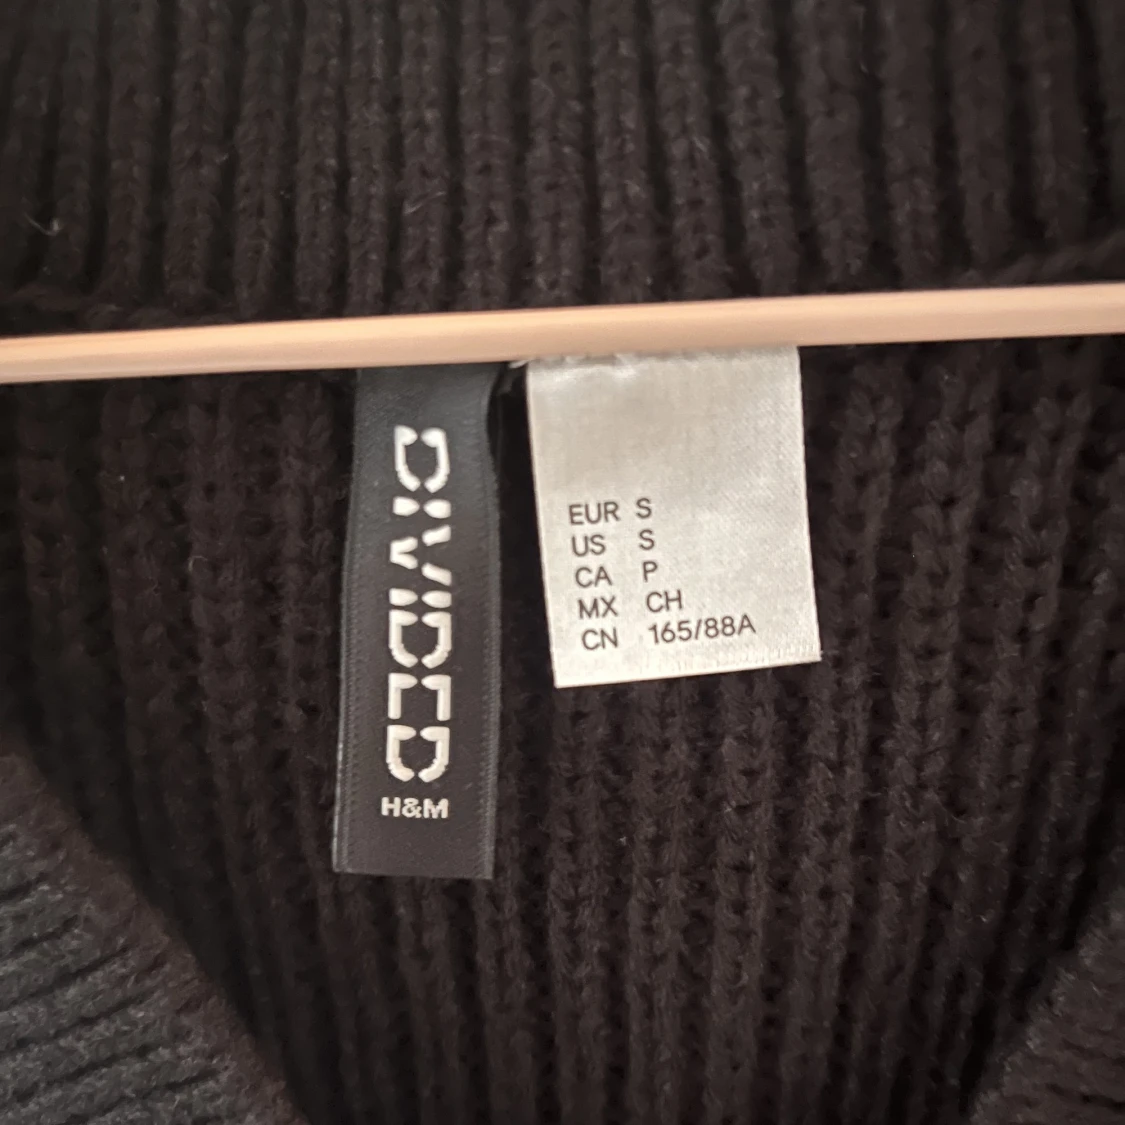 DIVIDED
H&M
EUR S
US S
CA P
MX CH
CN 165/88A